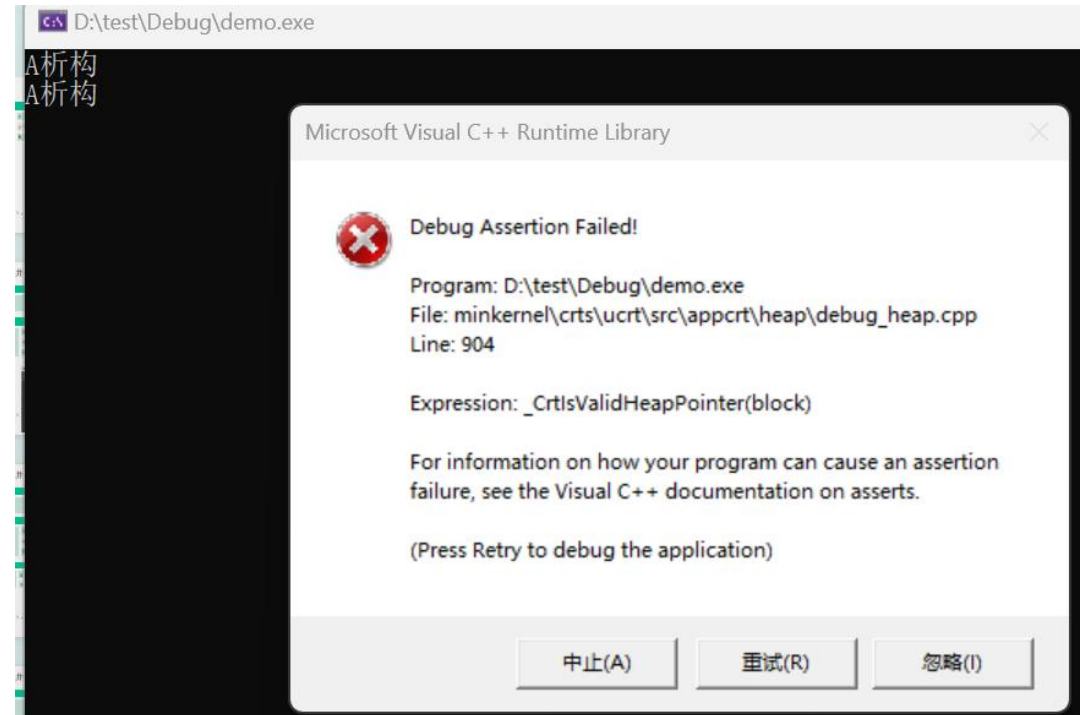 D:\test\Debug\demo.exe
A析构
A析构
Microsoft Visual C++ Runtime Library
Debug Assertion Failed!
Program: D:\test\Debug\demo.exe
File: minkernel\crts\ucrt\src\appcrt\heap\debug_heap.cpp
Line: 904
Expression: _CrtIsValidHeapPointer(block)
For information on how your program can cause an assertion
failure, see the Visual C++ documentation on asserts.
(Press Retry to debug the application)
中止(A)
重试(R)
忽略(I)